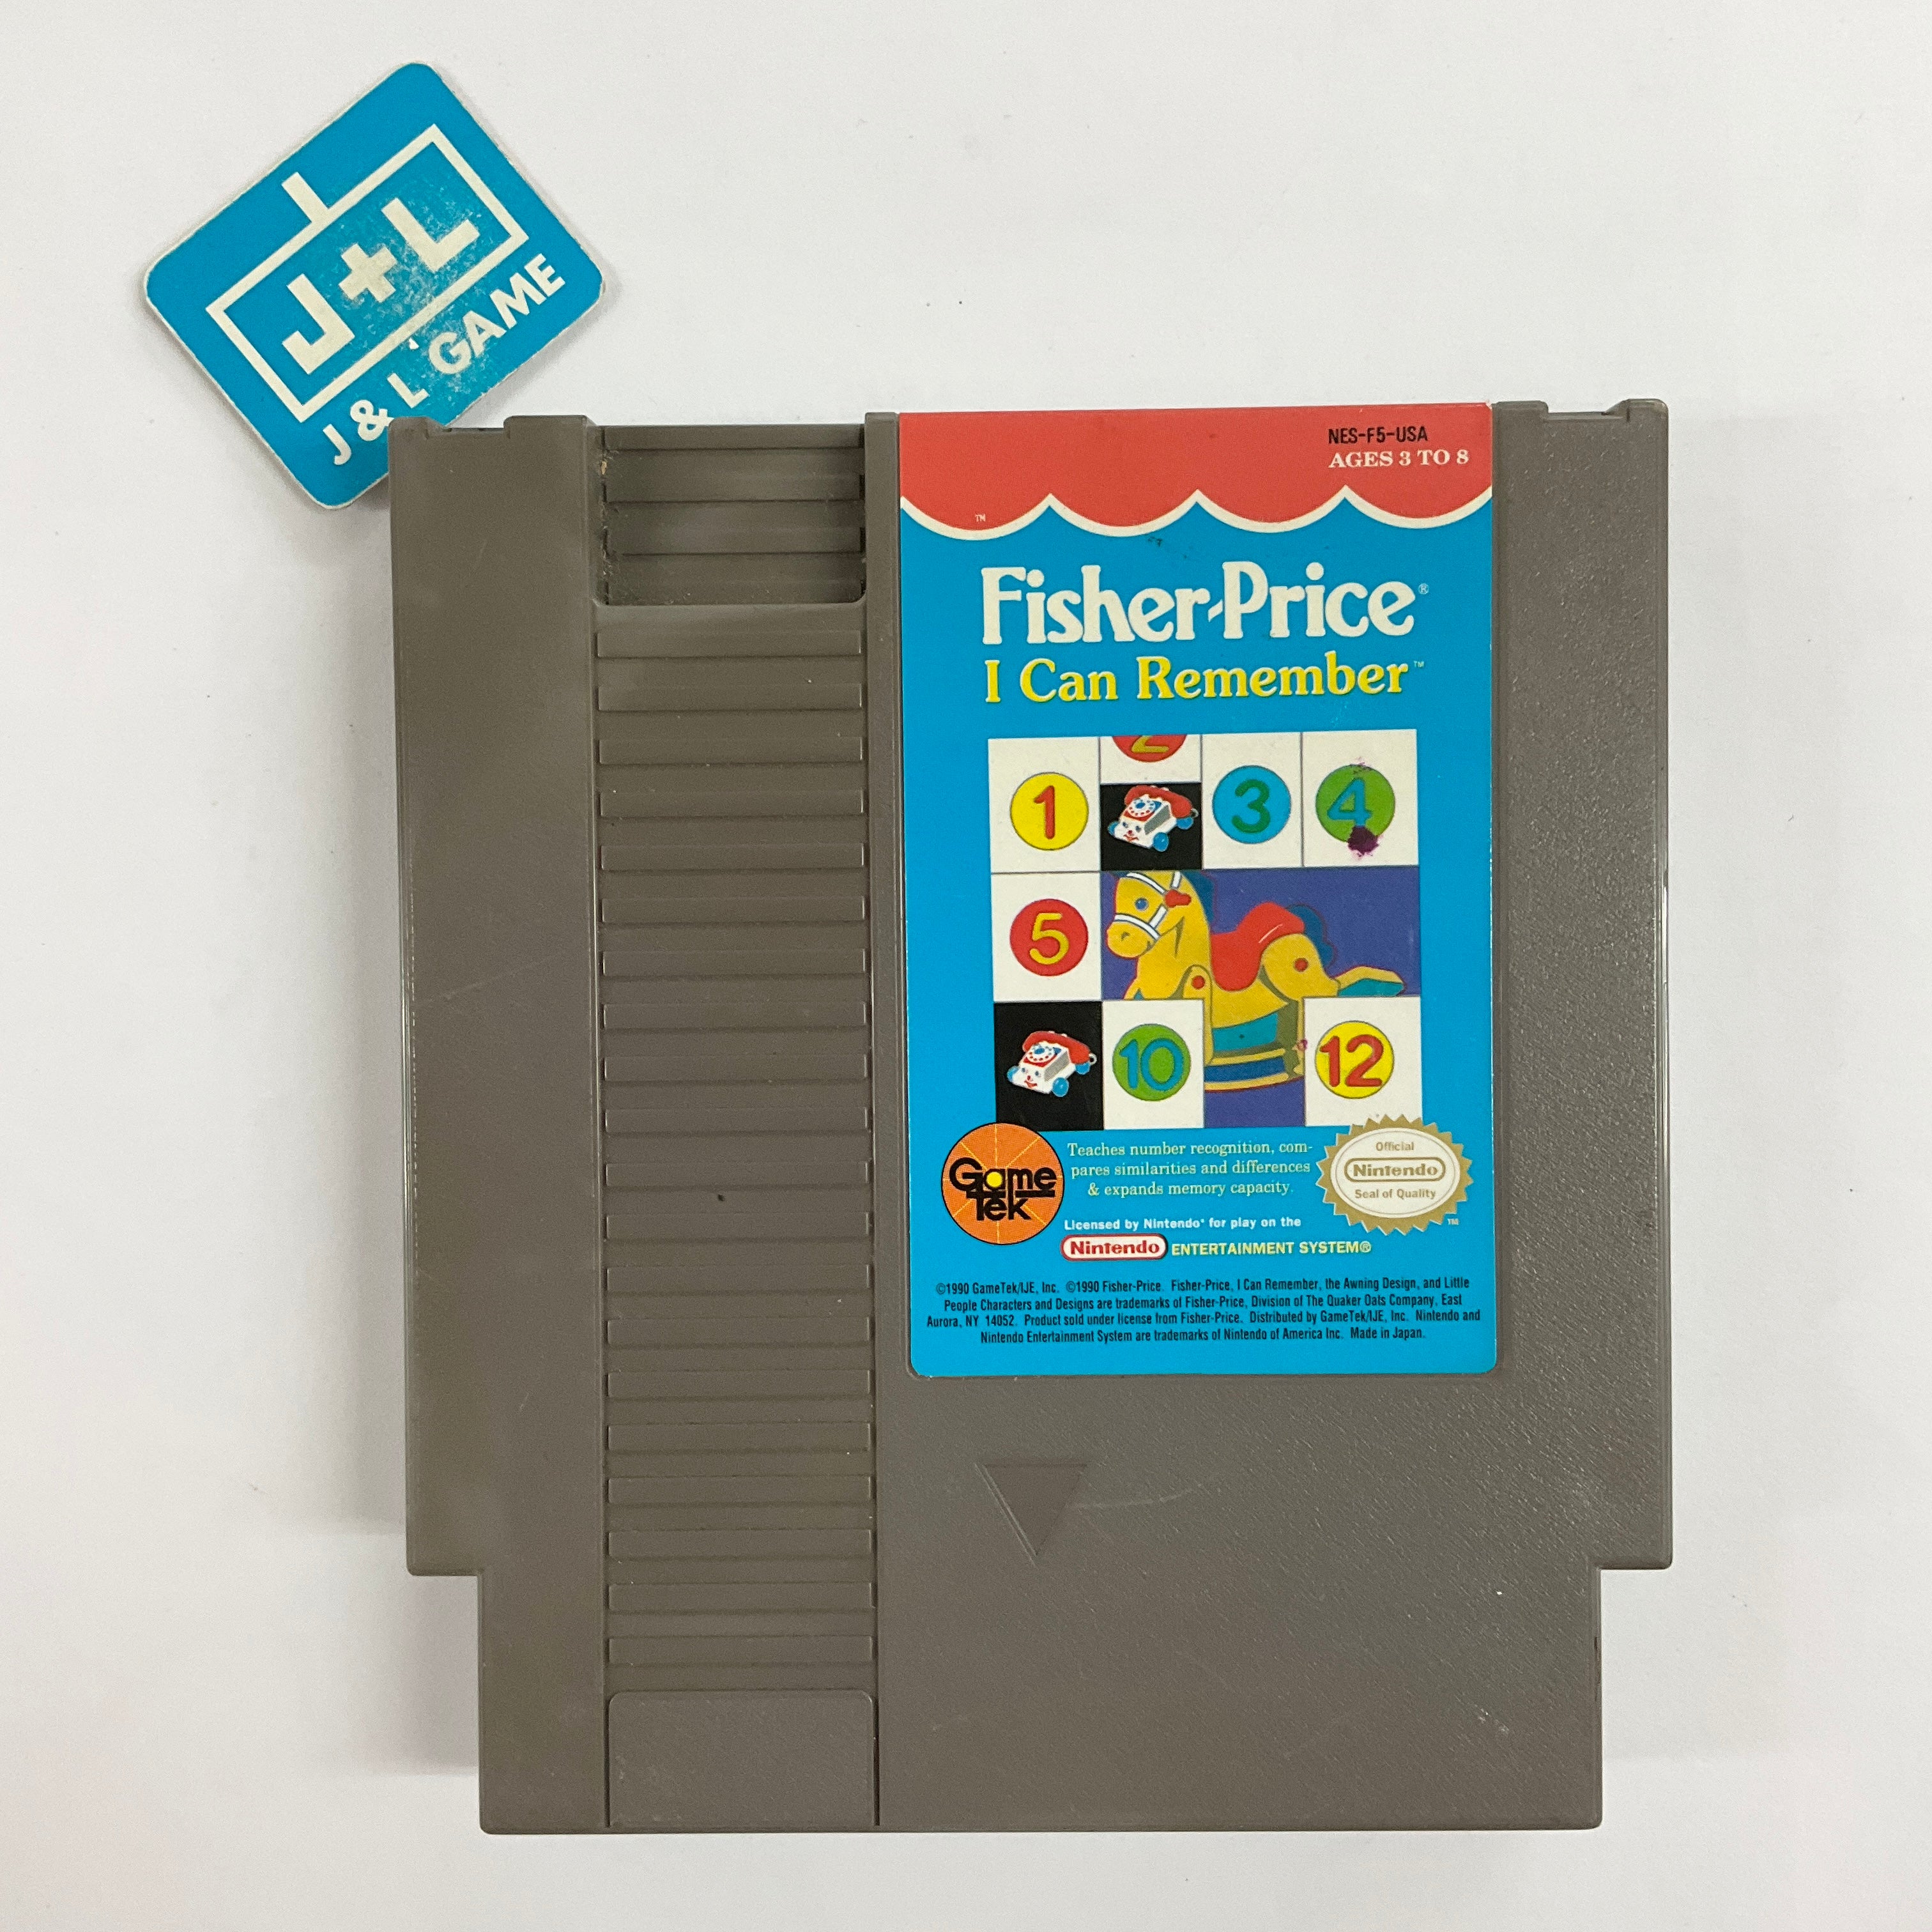 J+L
J & L GAME
NES-F5-USA
AGES 3 TO 8
™
Fisher-Price®
I Can Remember™
2
1
3
4
5
10
12
Game
Tek
Teaches number recognition, com-
pares similarities and differences
& expands memory capacity.
Official
Nintendo
Seal of Quality
TM
Licensed by Nintendo® for play on the
Nintendo ENTERTAINMENT SYSTEM®
©1990 GameTek/IJE, Inc. ©1990 Fisher-Price. Fisher-Price, I Can Remember, the Awning Design, and Little
People Characters and Designs are trademarks of Fisher-Price, Division of The Quaker Oats Company, East
Aurora, NY 14052. Product sold under license from Fisher-Price. Distributed by GameTek/IJE, Inc. Nintendo and
Nintendo Entertainment System are trademarks of Nintendo of America Inc. Made in Japan.